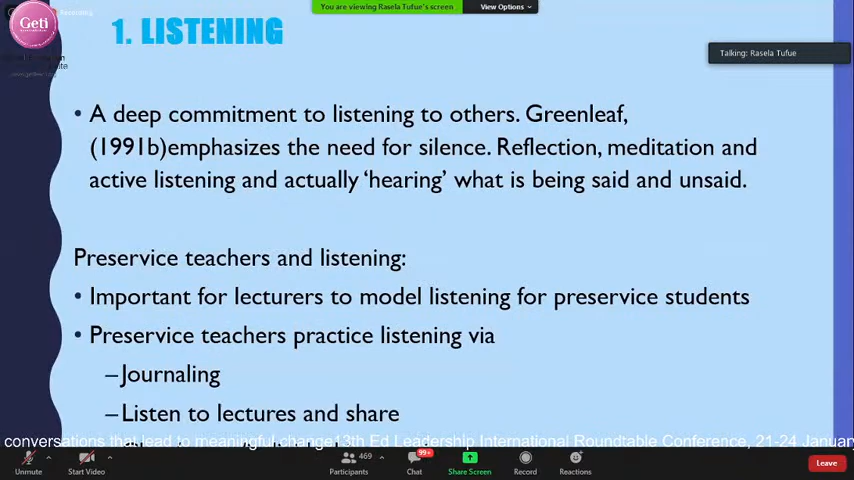 Geti
You are viewing Rasela Tufue's screen
View Options
1. LISTENING
Talking: Rasela Tufue
• A deep commitment to listening to others. Greenleaf,
(1991b)emphasizes the need for silence. Reflection, meditation and
active listening and actually ‘hearing’ what is being said and unsaid.
Preservice teachers and listening:
• Important for lecturers to model listening for preservice students
• Preservice teachers practice listening via
–Journaling
–Listen to lectures and share
conversations that lead to meaningful change13th Ed Leadership International Roundtable Conference, 21-24 January
Unmute
Start Video
469
Participants
99+
Chat
Share Screen
Record
Reactions
Leave